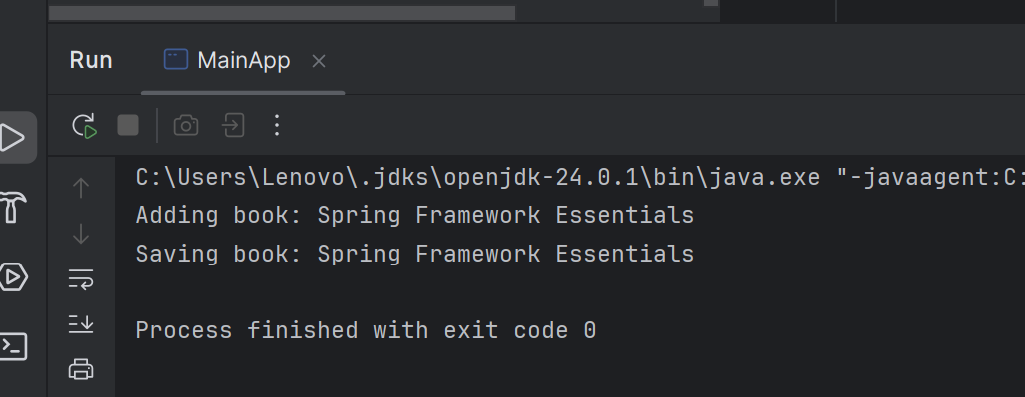 Run
MainApp
C:\Users\Lenovo\.jdks\openjdk-24.0.1\bin\java.exe "-javaagent:C:
Adding book: Spring Framework Essentials
Saving book: Spring Framework Essentials
Process finished with exit code 0